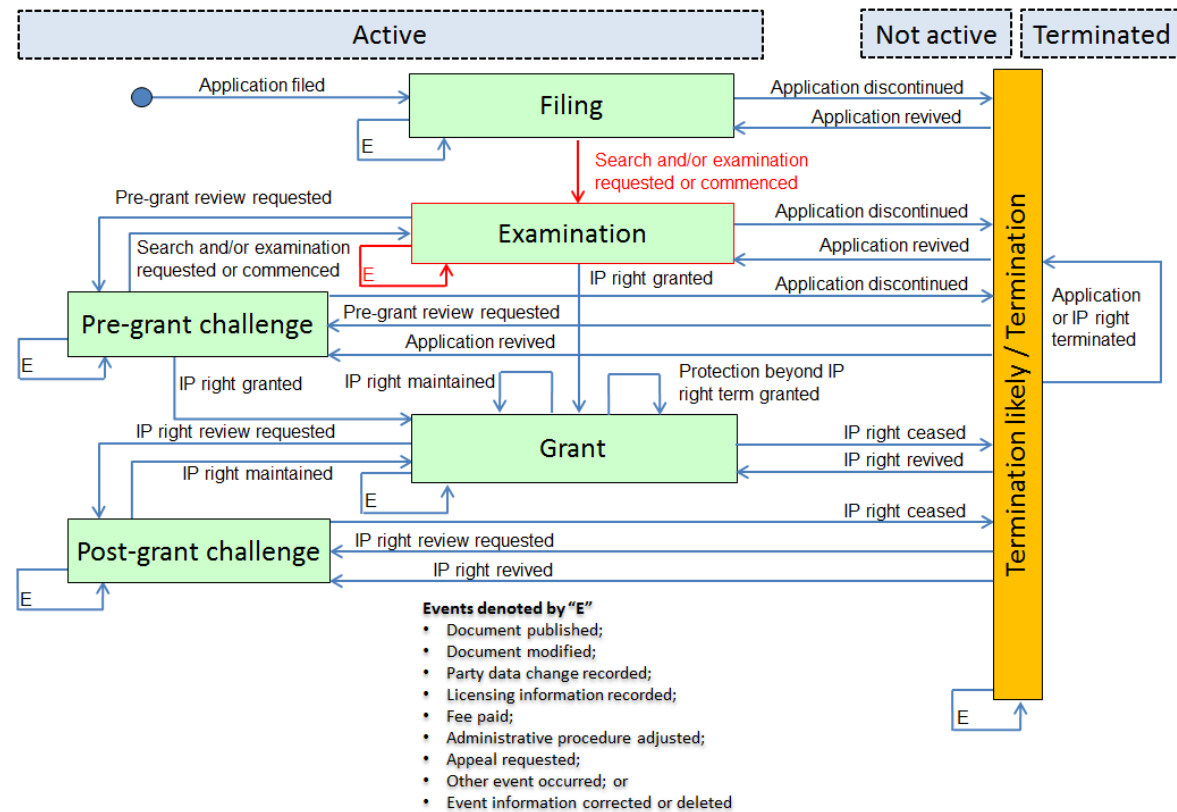 Active
Not active
Terminated
Application filed
Filing
Application discontinued
Application revived
E
Search and/or examination
requested or commenced
Pre-grant review requested
Examination
Application discontinued
Search and/or examination
requested or commenced
Application revived
E
IP right granted
Application discontinued
Application
or IP right
terminated
Pre-grant challenge
Pre-grant review requested
Application revived
E
IP right granted
IP right maintained
Protection beyond IP
right term granted
IP right review requested
Grant
IP right ceased
IP right revived
IP right maintained
E
IP right ceased
Post-grant challenge
IP right review requested
IP right revived
E
Termination likely / Termination
E
Events denoted by “E”
• Document published;
• Document modified;
• Party data change recorded;
• Licensing information recorded;
• Fee paid;
• Administrative procedure adjusted;
• Appeal requested;
• Other event occurred; or
• Event information corrected or deleted